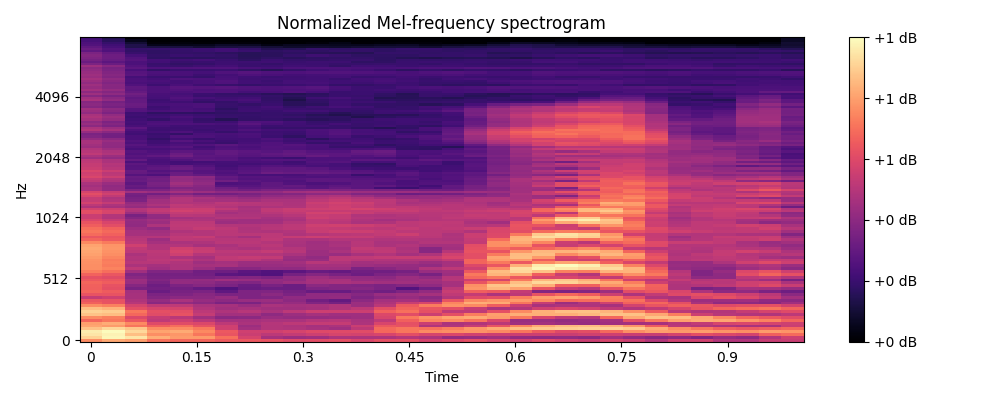 Normalized Mel-frequency spectrogram
+1 dB
4096
+1 dB
2048
+1 dB
Hz
1024
+0 dB
512
+0 dB
0
+0 dB
0 0.15 0.3 0.45 0.6 0.75 0.9
Time